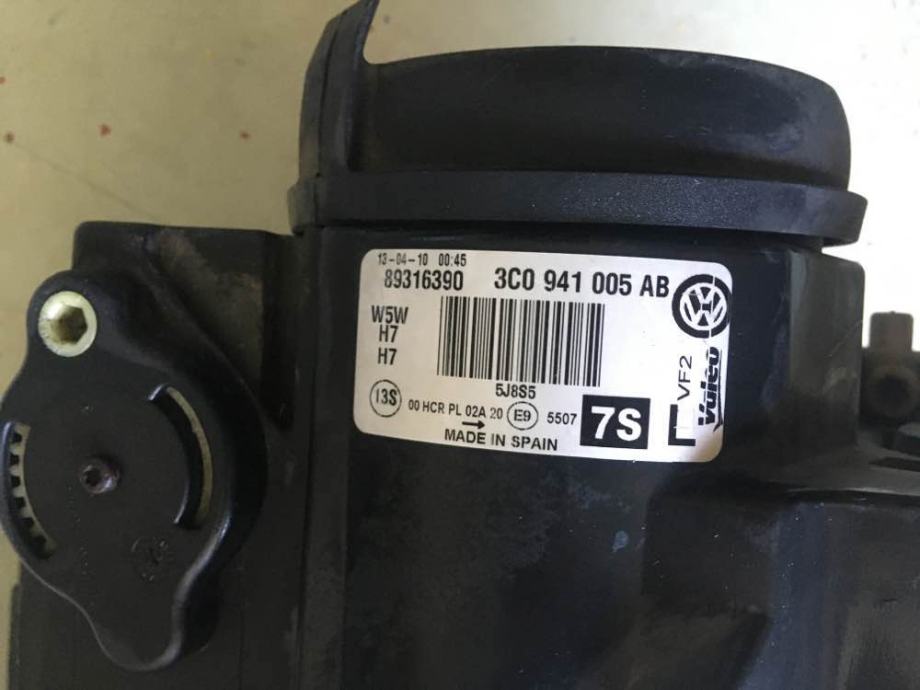 13-04-10 00:45
89316390 3C0 941 005 AB
W5W
H7
H7
5J8S5
13S 00 HCR PL 02A 20 E9 5507 7S
MADE IN SPAIN
L VF2
Valeo